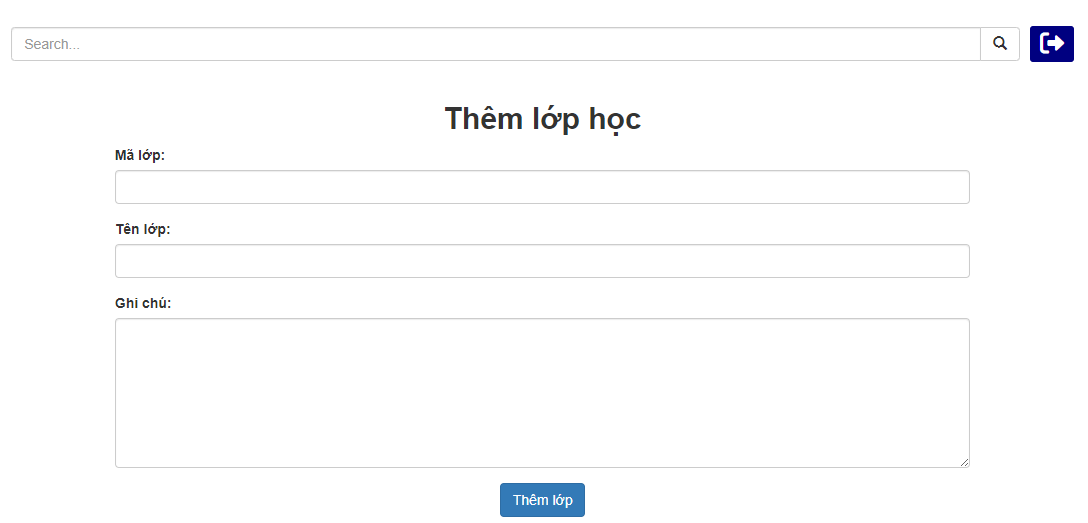 Search...
Thêm lớp học
Mã lớp:
Tên lớp:
Ghi chú:
Thêm lớp